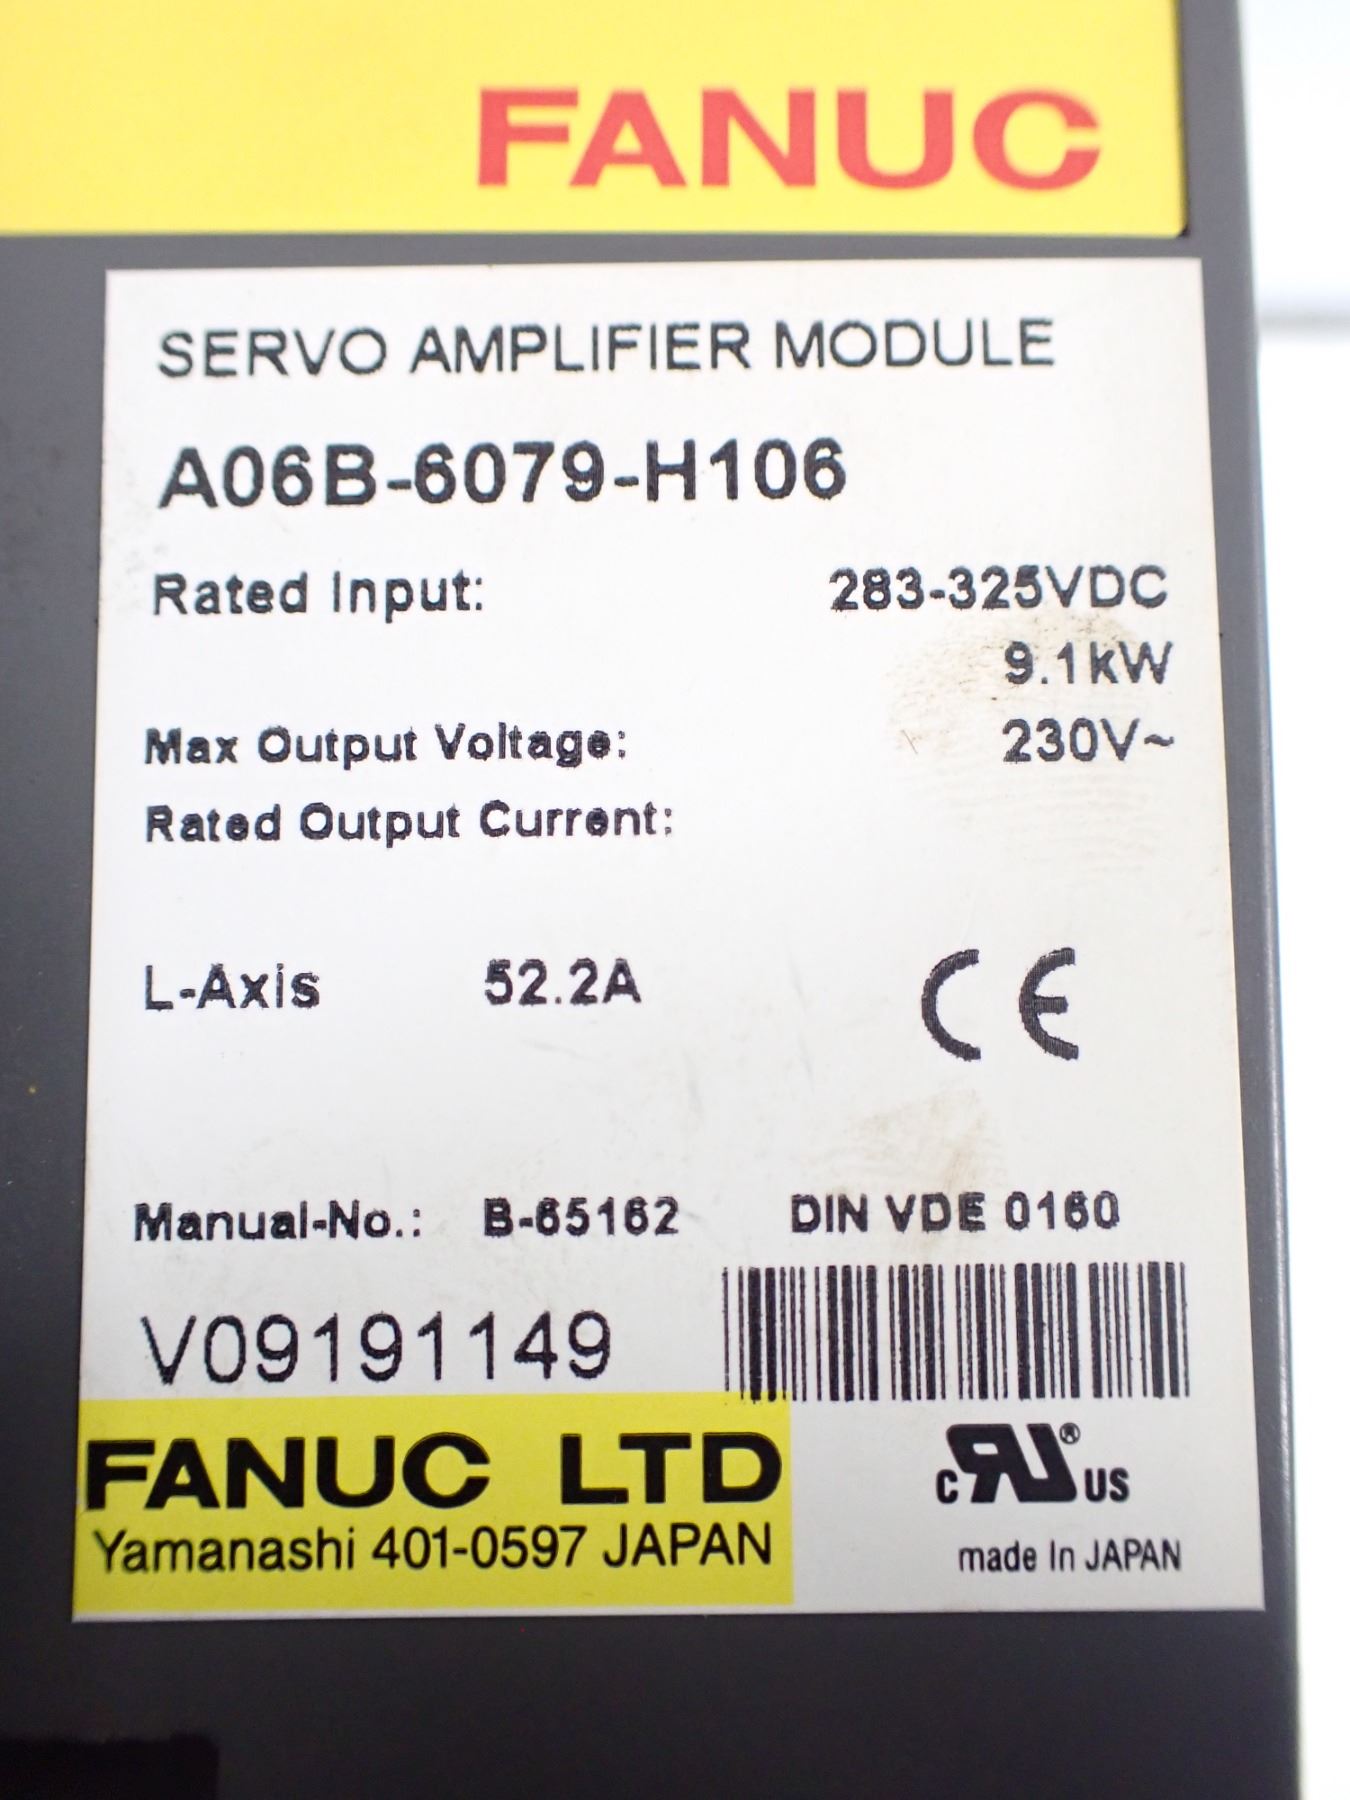 FANUC
SERVO AMPLIFIER MODULE
A06B-6079-H106
Rated Input: 283-325VDC
9.1kW
Max Output Voltage: 230V~
Rated Output Current:
L-Axis 52.2A CE
Manual-No.: B-65162 DIN VDE 0160
V09191149
FANUC LTD
Yamanashi 401-0597 JAPAN
c RU ® US
made In JAPAN